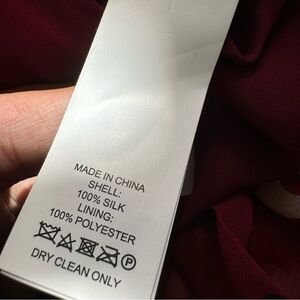 MADE IN CHINA
SHELL:
100% SILK
LINING:
100% POLYESTER
P
DRY CLEAN ONLY